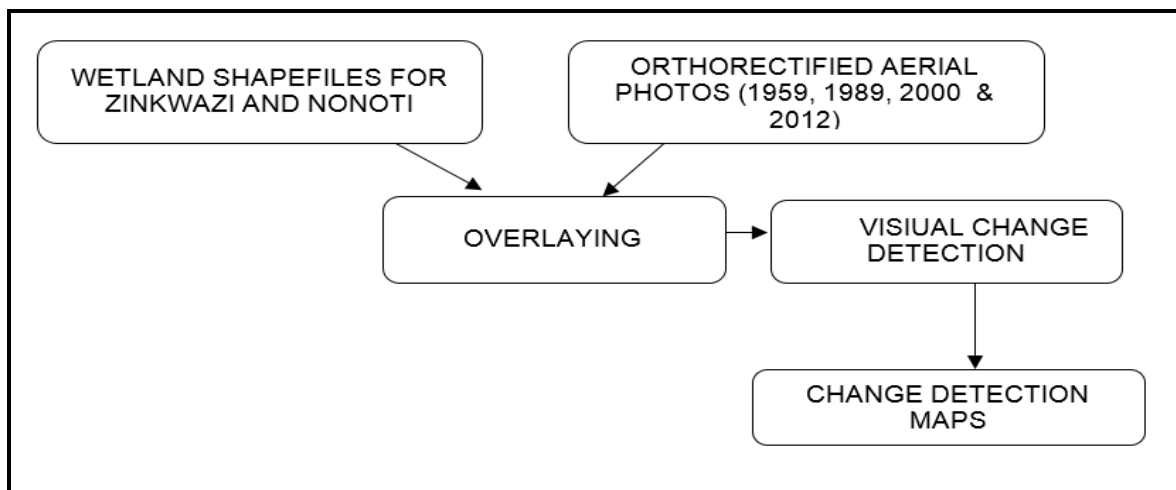 WETLAND SHAPEFILES FOR
ZINKWAZI AND NONOTI
ORTHORECTIFIED AERIAL
PHOTOS (1959, 1989, 2000 &
2012)
OVERLAYING
VISIUAL CHANGE
DETECTION
CHANGE DETECTION
MAPS